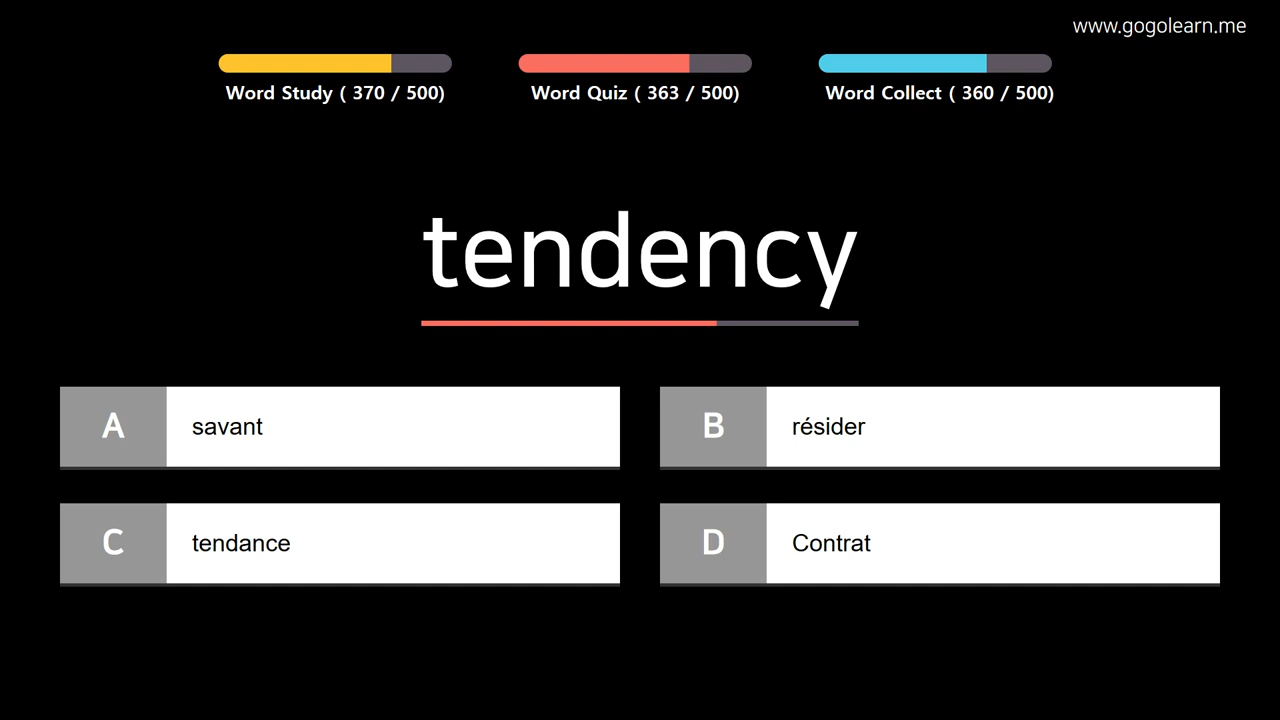 www.gogolearn.me
Word Study ( 370 / 500)
Word Quiz ( 363 / 500)
Word Collect ( 360 / 500)
tendency
A savant
B résider
C tendance
D Contrat